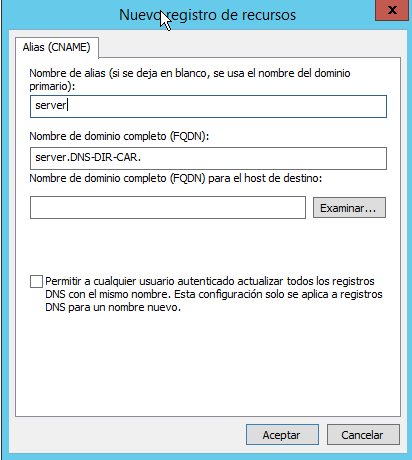 Nuevo registro de recursos
x
Alias (CNAME)
Nombre de alias (si se deja en blanco, se usa el nombre del dominio
primario):
server
Nombre de dominio completo (FQDN):
server.DNS-DIR-CAR.
Nombre de dominio completo (FQDN) para el host de destino:
Examinar...
Permitir a cualquier usuario autenticado actualizar todos los registros
DNS con el mismo nombre. Esta configuración solo se aplica a registros
DNS para un nombre nuevo.
Aceptar
Cancelar